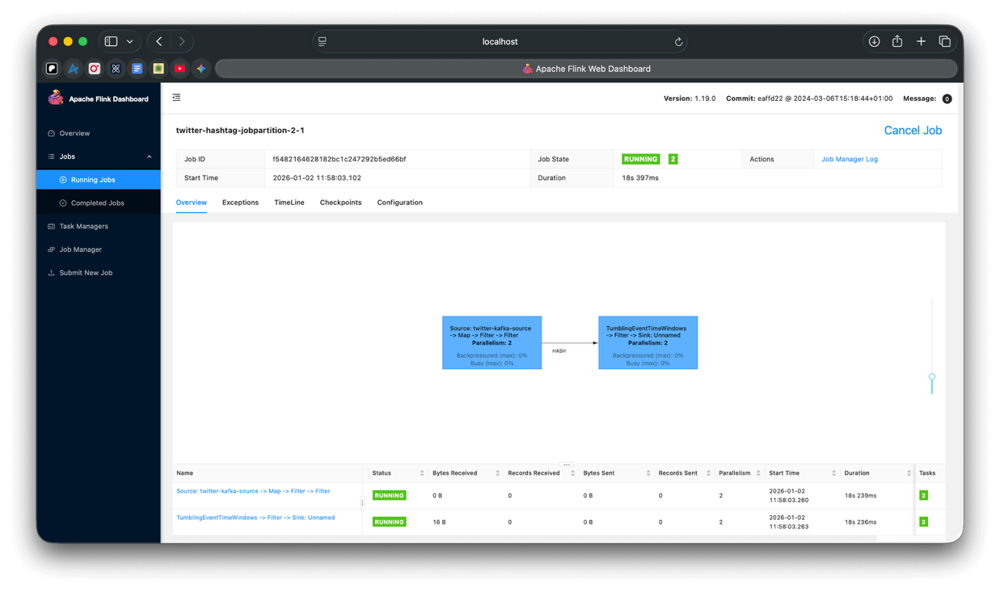 localhost
Apache Flink Web Dashboard
Apache Flink Dashboard
Version: 1.19.0 Commit: eaffd22 @ 2024-03-06T15:18:44+01:00 Message: 0
Overview
Jobs
Running Jobs
Completed Jobs
Task Managers
Job Manager
Submit New Job
twitter-hashtag-jobpartition-2-1
Cancel Job
Job ID f5482164628182bc1c247292b5ed66bf Job State RUNNING 2 Actions Job Manager Log
Start Time 2026-01-02 11:58:03.102 Duration 18s 397ms
Overview Exceptions TimeLine Checkpoints Configuration
Source: twitter-kafka-source
-> Map -> Filter -> Filter
Parallelism: 2
Backpressured (max): 0%
Busy (max): 0%
HASH
TumblingEventTimeWindows
-> Filter -> Sink: Unnamed
Parallelism: 2
Backpressured (max): 0%
Busy (max): 0%
Name Status Bytes Received Records Received Bytes Sent Records Sent Parallelism Start Time Duration Tasks
Source: twitter-kafka-source -> Map -> Filter -> Filter RUNNING 0 B 0 0 B 0 2 2026-01-02 11:58:03.260 18s 239ms 2
TumblingEventTimeWindows -> Filter -> Sink: Unnamed RUNNING 16 B 0 0 B 0 2 2026-01-02 11:58:03.263 18s 236ms 2